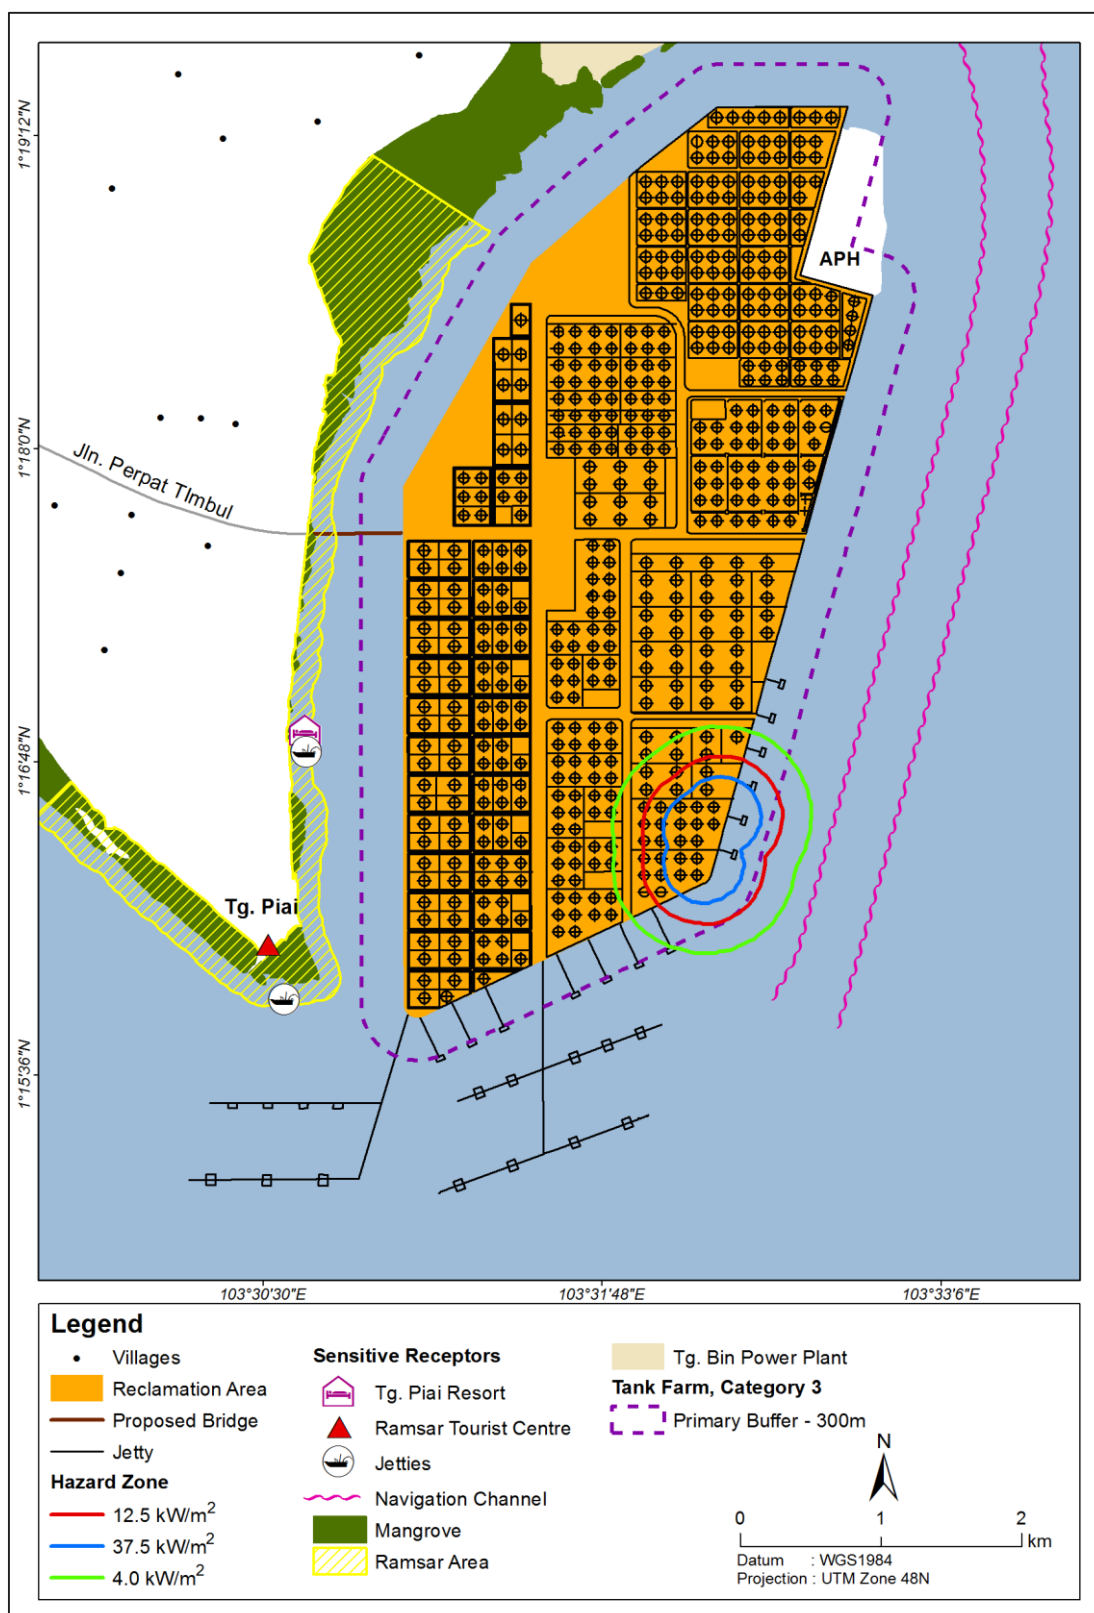 1°19'12"N
1°18'0"N
1°16'48"N
1°15'36"N
APH
Jln. Perpat TImbul
Tg. Piai
103°30'30"E
103°31'48"E
103°33'6"E
Legend
Villages
Reclamation Area
Proposed Bridge
Jetty
Hazard Zone
12.5 kW/m²
37.5 kW/m²
4.0 kW/m²
Sensitive Receptors
Tg. Piai Resort
Ramsar Tourist Centre
Jetties
Navigation Channel
Mangrove
Ramsar Area
Tg. Bin Power Plant
Tank Farm, Category 3
Primary Buffer - 300m
N
0 1 2
km
Datum : WGS1984
Projection : UTM Zone 48N